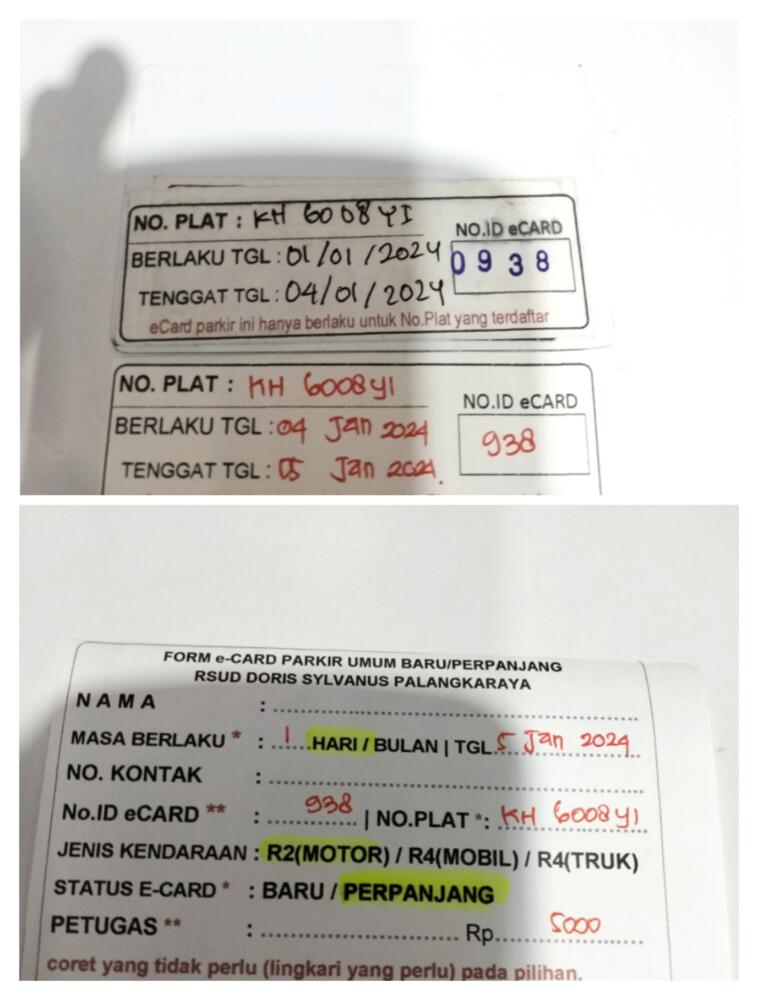 NO. PLAT : KH 6008 YI
NO.ID eCARD
BERLAKU TGL : 01/01/2024
0938
TENGGAT TGL : 04/01/2024
eCard parkir ini hanya berlaku untuk No.Plat yang terdaftar
NO. PLAT : KH 6008 YI
NO.ID eCARD
BERLAKU TGL : 04 Jan 2024
938
TENGGAT TGL : 05 Jan 2024.
FORM e-CARD PARKIR UMUM BARU/PERPANJANG
RSUD DORIS SYLVANUS PALANGKARAYA
NAMA : ....................
MASA BERLAKU * : ...1...HARI / BULAN | TGL. 5 Jan 2024
NO. KONTAK : ....................
No.ID eCARD ** : 938 | NO.PLAT *: KH 6008 YI
JENIS KENDARAAN : R2(MOTOR) / R4(MOBIL) / R4(TRUK)
STATUS E-CARD * : BARU / PERPANJANG
PETUGAS ** : .................... Rp. 5000
coret yang tidak perlu (lingkari yang perlu) pada pilihan.